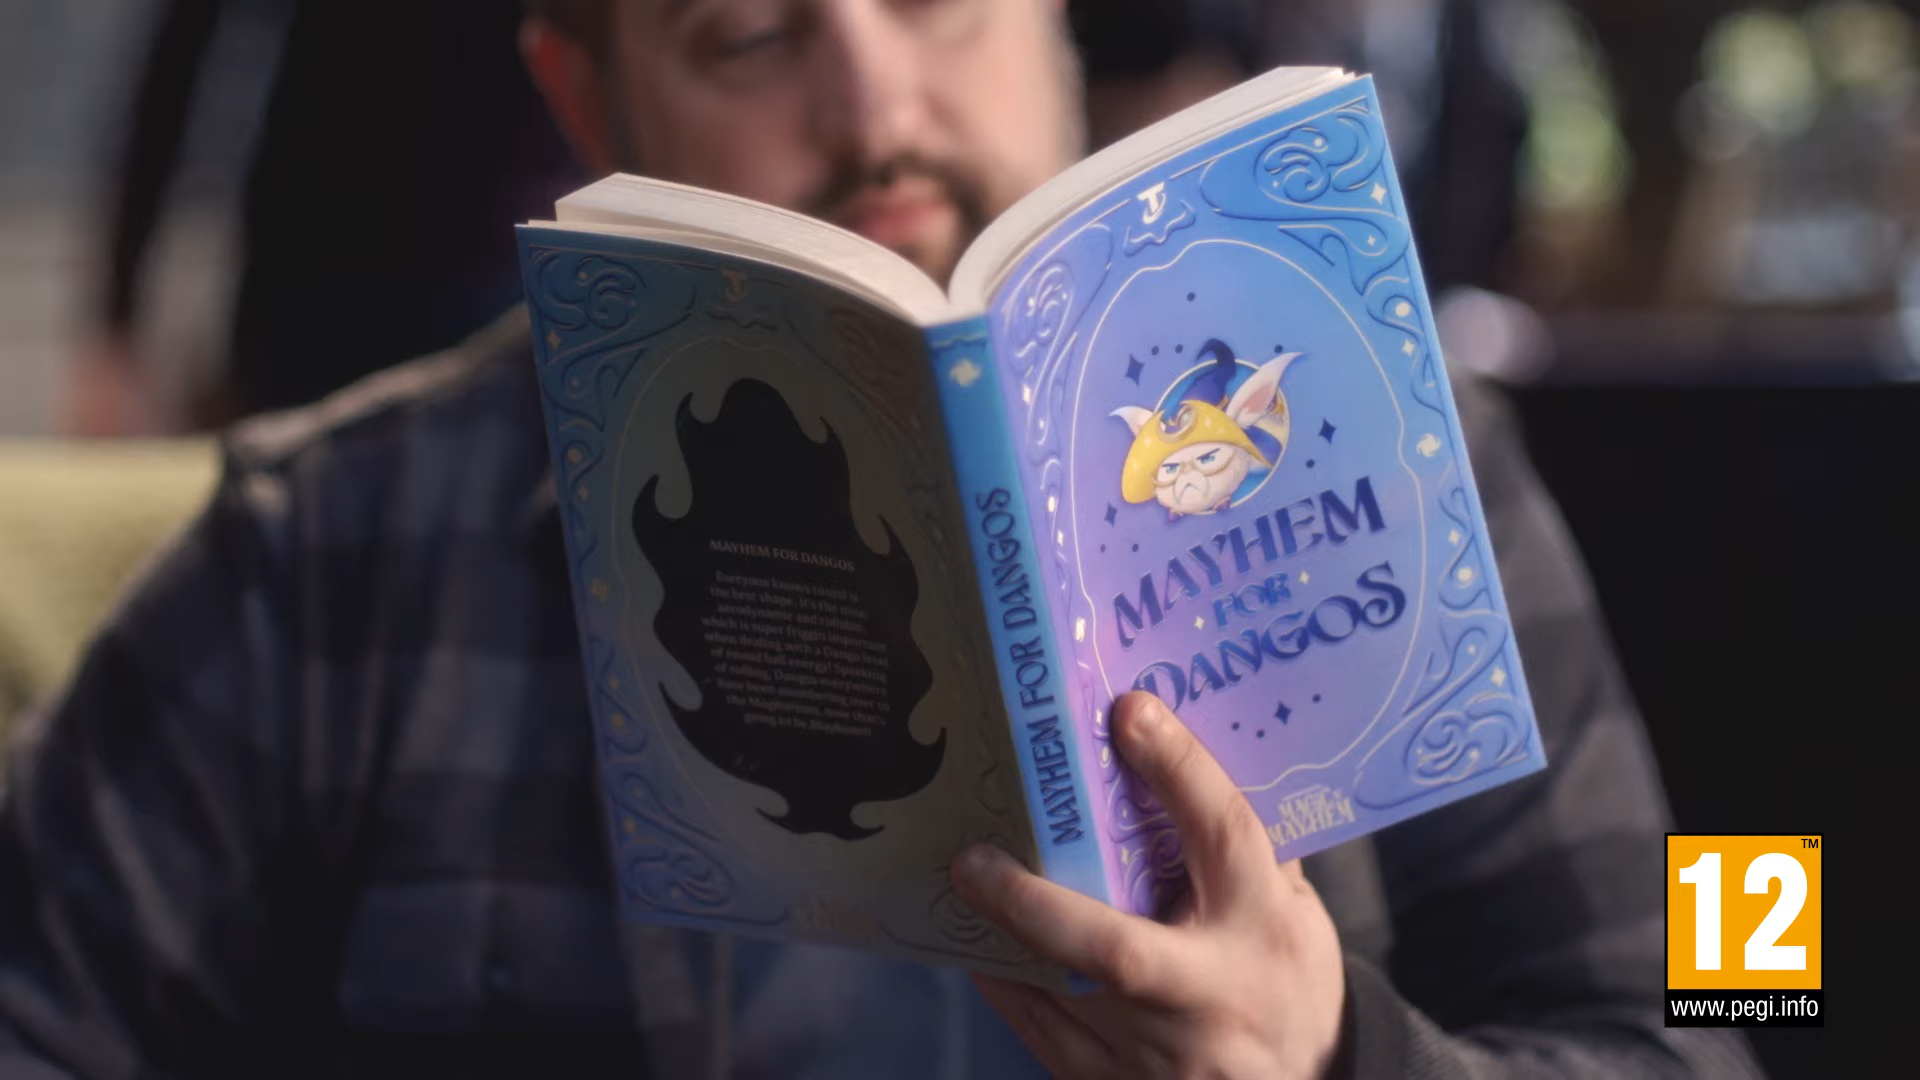 MAYHEM FOR DANGOS
Everyone knows round is
the best shape. It's the most
aerodynamic and rollable,
which is super friggin important
when dealing with a Dango level
of round ball energy! Speaking
of rolling, Dangos everywhere
have been
over to
the
now that's
going to be Mayhem!
MAYHEM FOR DANGOS
T
MAYHEM
FOR
DANGOS
MAGIC N'
MAYHEM
12
TM
www.pegi.info